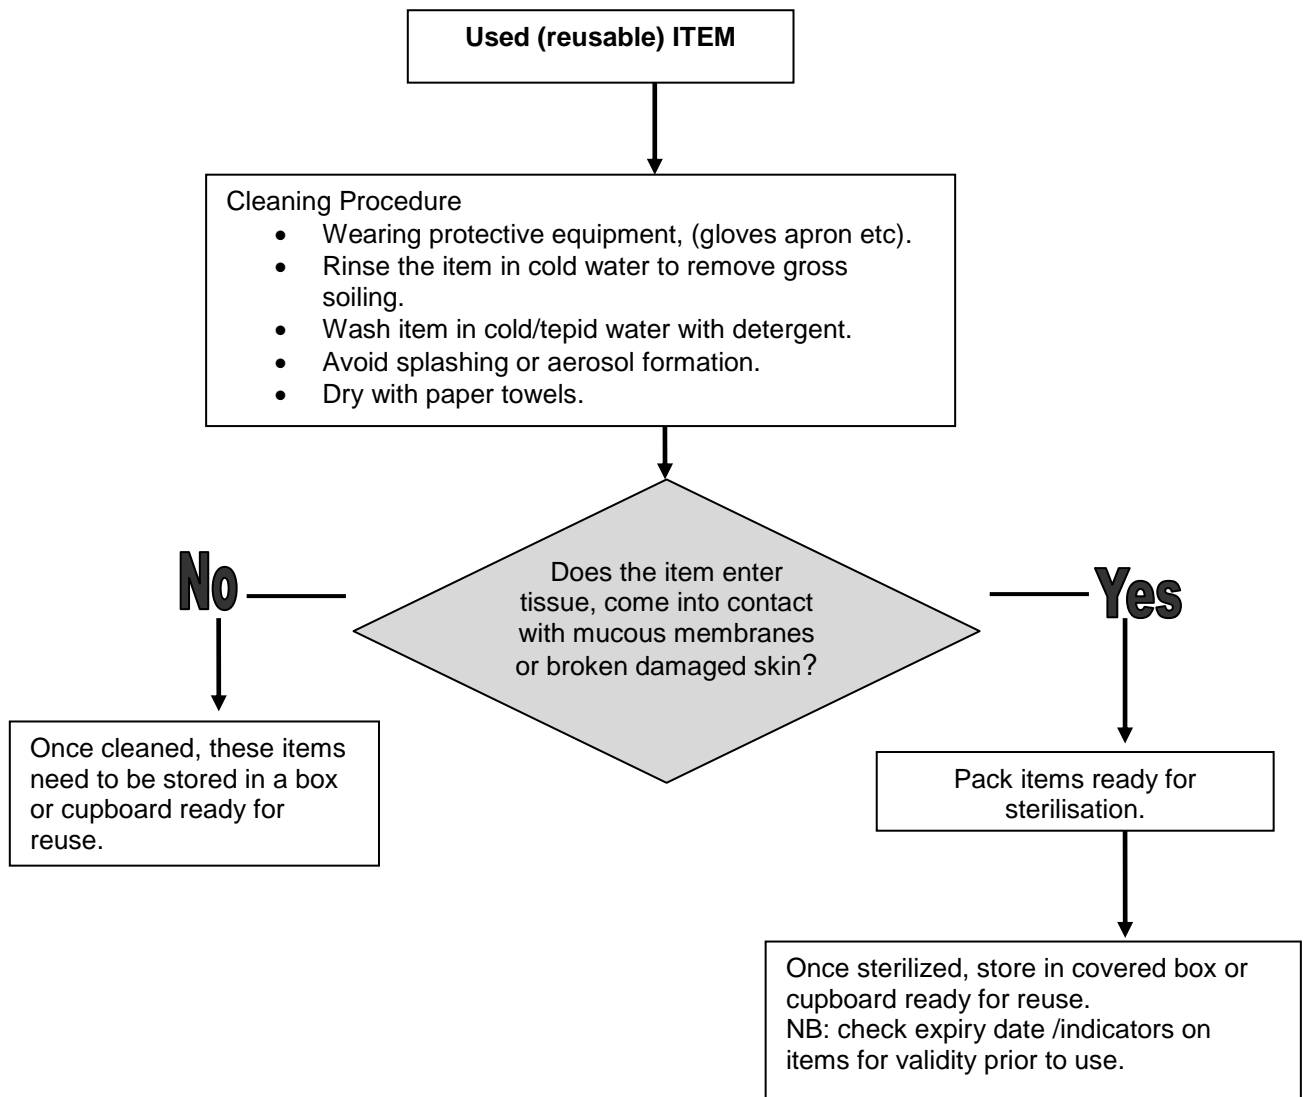 Used (reusable) ITEM
Cleaning Procedure
• Wearing protective equipment, (gloves apron etc).
• Rinse the item in cold water to remove gross
soiling.
• Wash item in cold/tepid water with detergent.
• Avoid splashing or aerosol formation.
• Dry with paper towels.
Does the item enter
tissue, come into contact
with mucous membranes
or broken damaged skin?
No
Yes
Once cleaned, these items
need to be stored in a box
or cupboard ready for
reuse.
Pack items ready for
sterilisation.
Once sterilized, store in covered box or
cupboard ready for reuse.
NB: check expiry date /indicators on
items for validity prior to use.